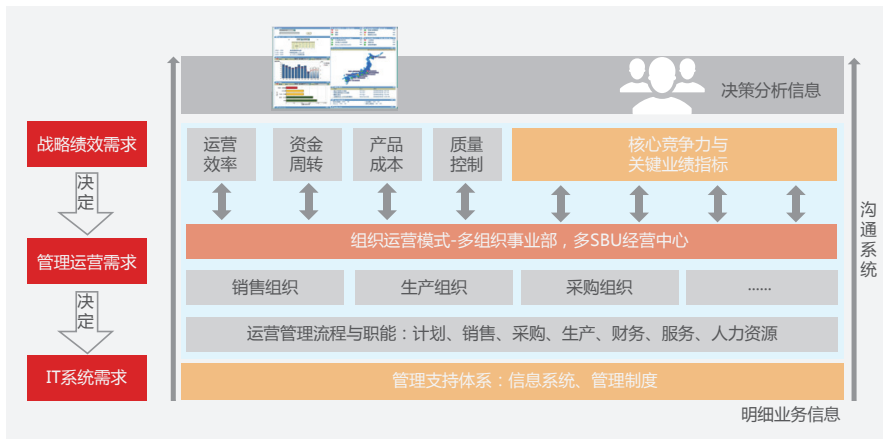 决策分析信息
战略绩效需求
运营
效率
资金
周转
产品
成本
质量
控制
核心竞争力与
关键业绩指标
决
定
组织运营模式-多组织事业部，多SBU经营中心
沟
通
系
统
管理运营需求
销售组织
生产组织
采购组织
......
决
定
运营管理流程与职能：计划、销售、采购、生产、财务、服务、人力资源
IT系统需求
管理支持体系：信息系统、管理制度
明细业务信息